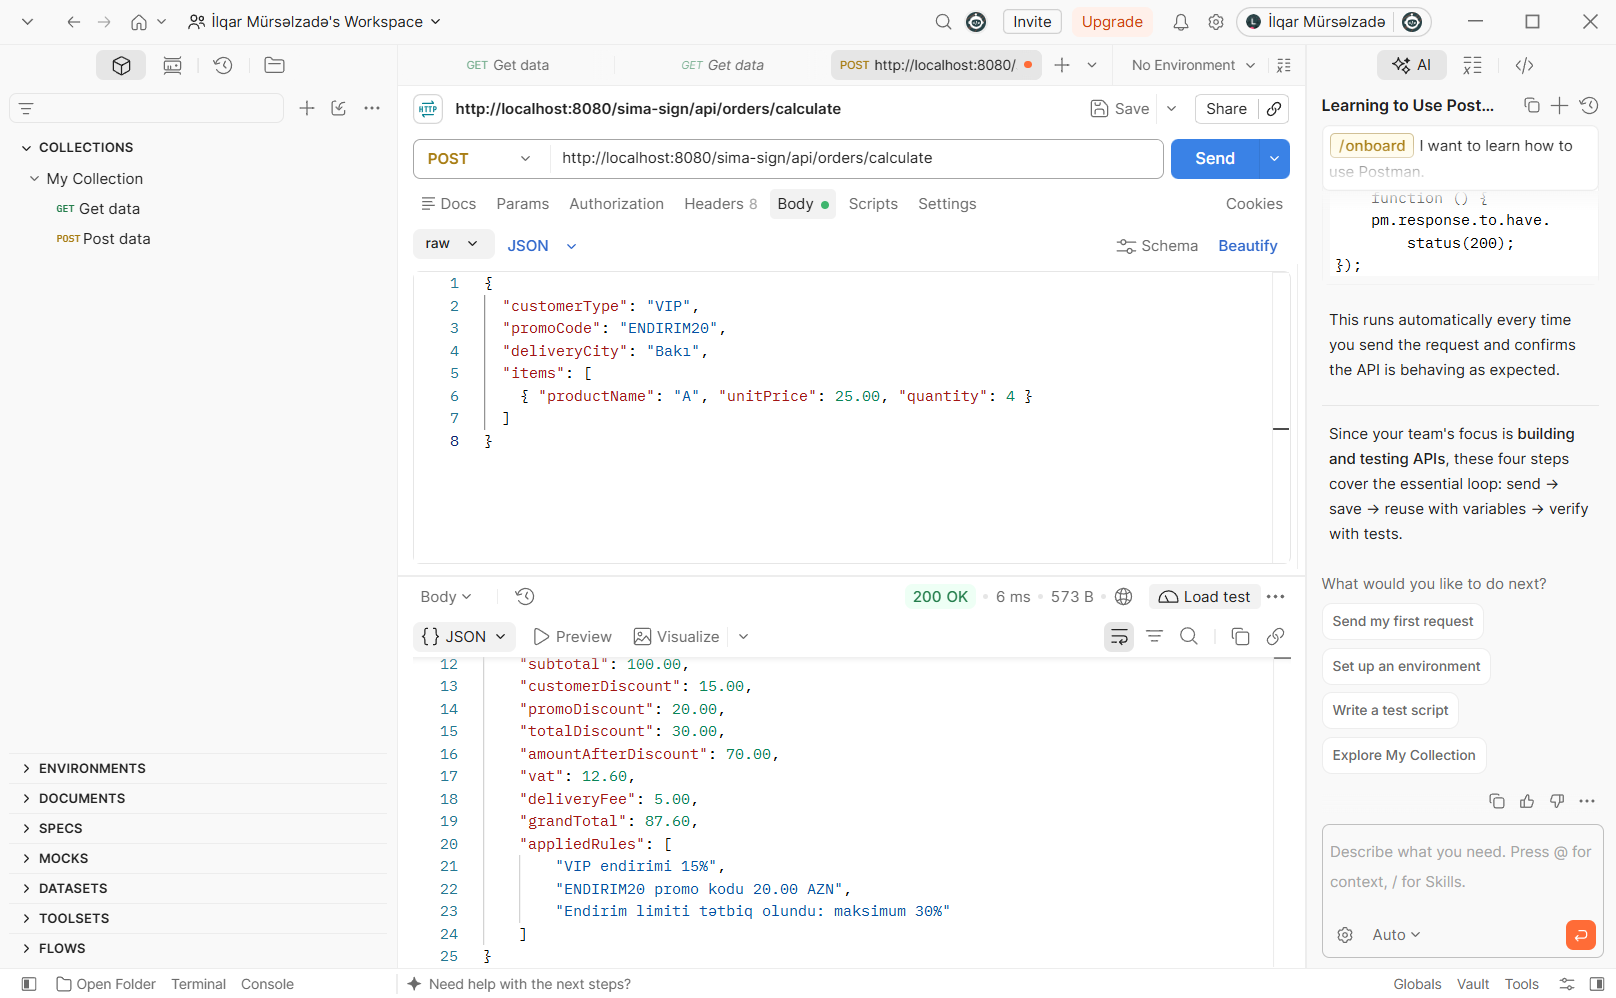 İlqar Mürsəlzadə's Workspace
Invite
Upgrade
L
İlqar Mürsəlzadə
GET Get data
GET Get data
POST http://localhost:8080/
No Environment
AI
HTTP
http://localhost:8080/sima-sign/api/orders/calculate
Save
Share
Learning to Use Post...
COLLECTIONS
My Collection
GET Get data
POST Post data
POST
http://localhost:8080/sima-sign/api/orders/calculate
Send
/onboard I want to learn how to
use Postman.
Docs
Params
Authorization
Headers 8
Body
Scripts
Settings
Cookies
raw
JSON
Schema
Beautify
function () {
pm.response.to.have.
status(200);
});
1 {
2 "customerType": "VIP",
3 "promoCode": "ENDIRIM20",
4 "deliveryCity": "Bakı",
5 "items": [
6 { "productName": "A", "unitPrice": 25.00, "quantity": 4 }
7 ]
8 }
This runs automatically every time
you send the request and confirms
the API is behaving as expected.
Since your team's focus is building
and testing APIs, these four steps
cover the essential loop: send →
save → reuse with variables → verify
with tests.
What would you like to do next?
Send my first request
Set up an environment
Write a test script
Explore My Collection
Body
200 OK
6 ms
573 B
Load test
{} JSON
Preview
Visualize
12 "subtotal": 100.00,
13 "customerDiscount": 15.00,
14 "promoDiscount": 20.00,
15 "totalDiscount": 30.00,
16 "amountAfterDiscount": 70.00,
17 "vat": 12.60,
18 "deliveryFee": 5.00,
19 "grandTotal": 87.60,
20 "appliedRules": [
21 "VIP endirimi 15%",
22 "ENDIRIM20 promo kodu 20.00 AZN",
23 "Endirim limiti tətbiq olundu: maksimum 30%"
24 ]
25 }
ENVIRONMENTS
DOCUMENTS
SPECS
MOCKS
DATASETS
TOOLSETS
FLOWS
Describe what you need. Press @ for
context, / for Skills.
Auto
Open Folder
Terminal
Console
Need help with the next steps?
Globals
Vault
Tools